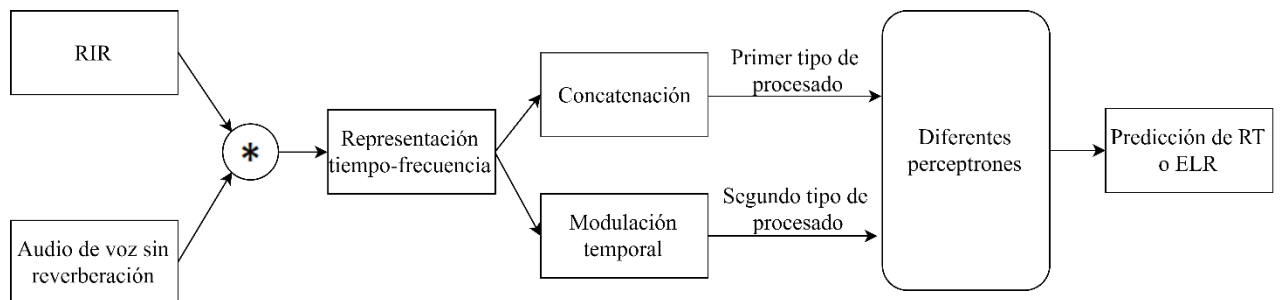 RIR
Audio de voz sin
reverberación
*
Representación
tiempo-frecuencia
Concatenación
Modulación
temporal
Primer tipo de
procesado
Segundo tipo de
procesado
Diferentes
perceptrones
Predicción de RT
o ELR